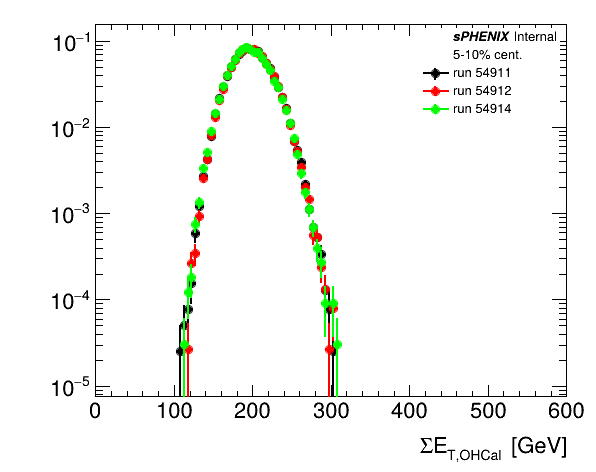 sPHENIX Internal
5-10% cent.
run 54911
run 54912
run 54914
10⁻¹
10⁻²
10⁻³
10⁻⁴
10⁻⁵
0 100 200 300 400 500 600
ΣE_T,OHCal [GeV]